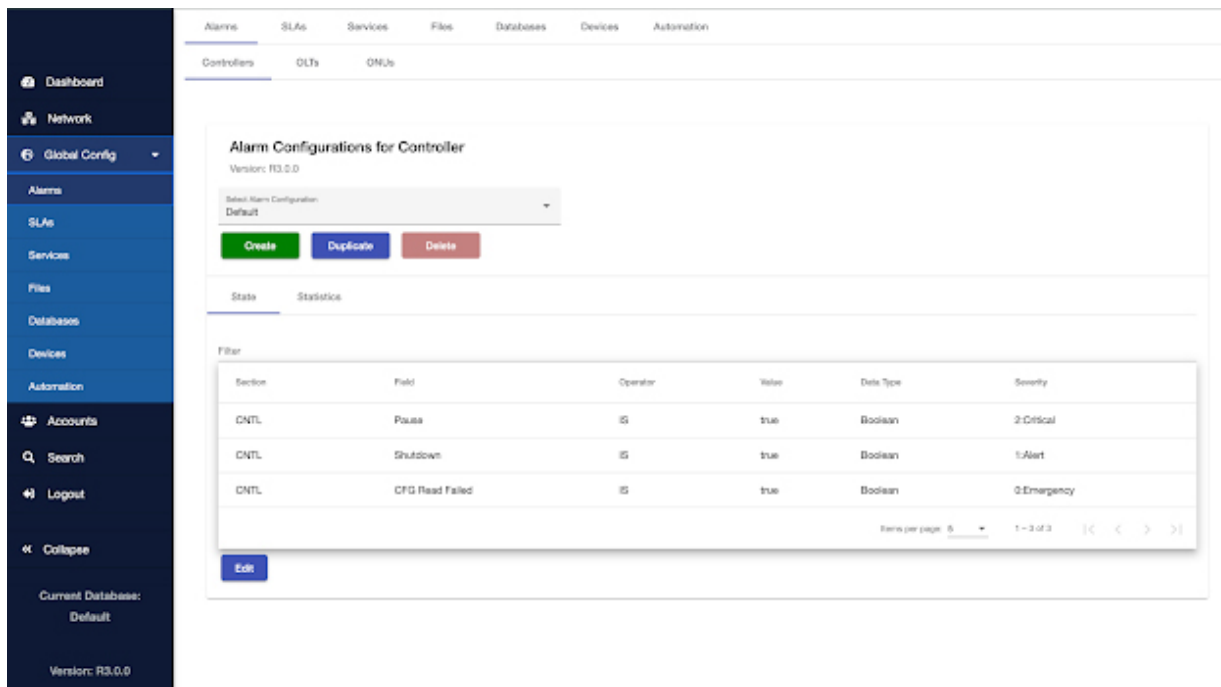 Alarms SLAs Services Files Databases Devices Automation
Controllers OLTs ONUs
Dashboard
Network
Global Config
Alarms
SLAs
Services
Files
Databases
Devices
Automation
Accounts
Search
Logout
Collapse
Current Database:
Default
Version: R3.0.0
Alarm Configurations for Controller
Version: R3.0.0
Select Alarm Configuration
Default
Create Duplicate Delete
State Statistics
Filter
Section Field Operator Value Data Type Severity
CNTL Pause IS true Boolean 2:Critical
CNTL Shutdown IS true Boolean 1:Alert
CNTL CFG Read Failed IS true Boolean 0:Emergency
Items per page: 5 1 – 3 of 3
Edit